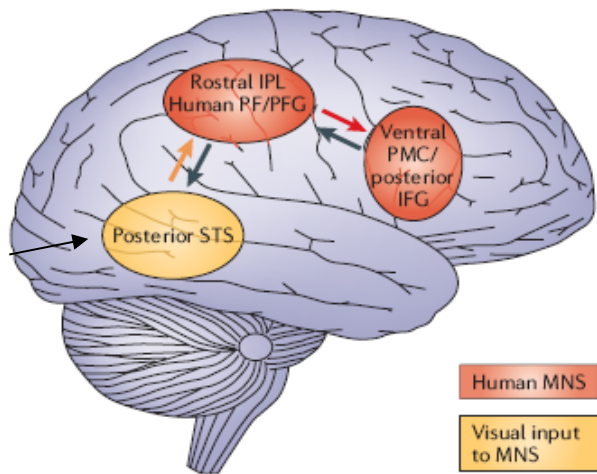 Rostral IPL
Human PF/PFG
Ventral
PMC/
posterior
IFG
Posterior STS
Human MNS
Visual input
to MNS